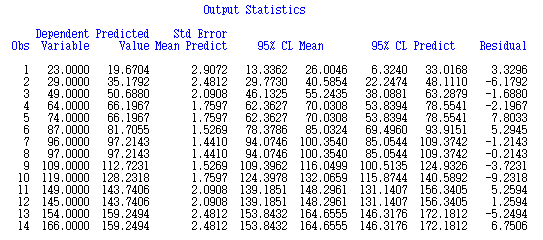 Output Statistics
Dependent Predicted Std Error
Obs Variable Value Mean Predict 95% CL Mean 95% CL Predict Residual
1 23.0000 19.6704 2.9072 13.3362 26.0046 6.3240 33.0168 3.3296
2 29.0000 35.1792 2.4812 29.7730 40.5854 22.2474 48.1110 -6.1792
3 49.0000 50.6880 2.0908 46.1325 55.2435 38.0881 63.2879 -1.6880
4 64.0000 66.1967 1.7597 62.3627 70.0308 53.8394 78.5541 -2.1967
5 74.0000 66.1967 1.7597 62.3627 70.0308 53.8394 78.5541 7.8033
6 87.0000 81.7055 1.5269 78.3786 85.0324 69.4960 93.9151 5.2945
7 96.0000 97.2143 1.4410 94.0746 100.3540 85.0544 109.3742 -1.2143
8 97.0000 97.2143 1.4410 94.0746 100.3540 85.0544 109.3742 -0.2143
9 109.0000 112.7231 1.5269 109.3962 116.0499 100.5135 124.9326 -3.7231
10 119.0000 128.2318 1.7597 124.3978 132.0659 115.8744 140.5892 -9.2318
11 149.0000 143.7406 2.0908 139.1851 148.2961 131.1407 156.3405 5.2594
12 145.0000 143.7406 2.0908 139.1851 148.2961 131.1407 156.3405 1.2594
13 154.0000 159.2494 2.4812 153.8432 164.6555 146.3176 172.1812 -5.2494
14 166.0000 159.2494 2.4812 153.8432 164.6555 146.3176 172.1812 6.7506